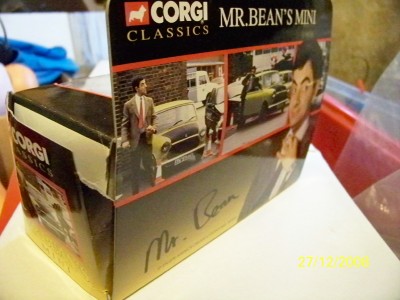 CORGI
CLASSICS
MR.BEAN'S MINI
CORGI
CLASSICS
Mr. Bean
27/12/2006